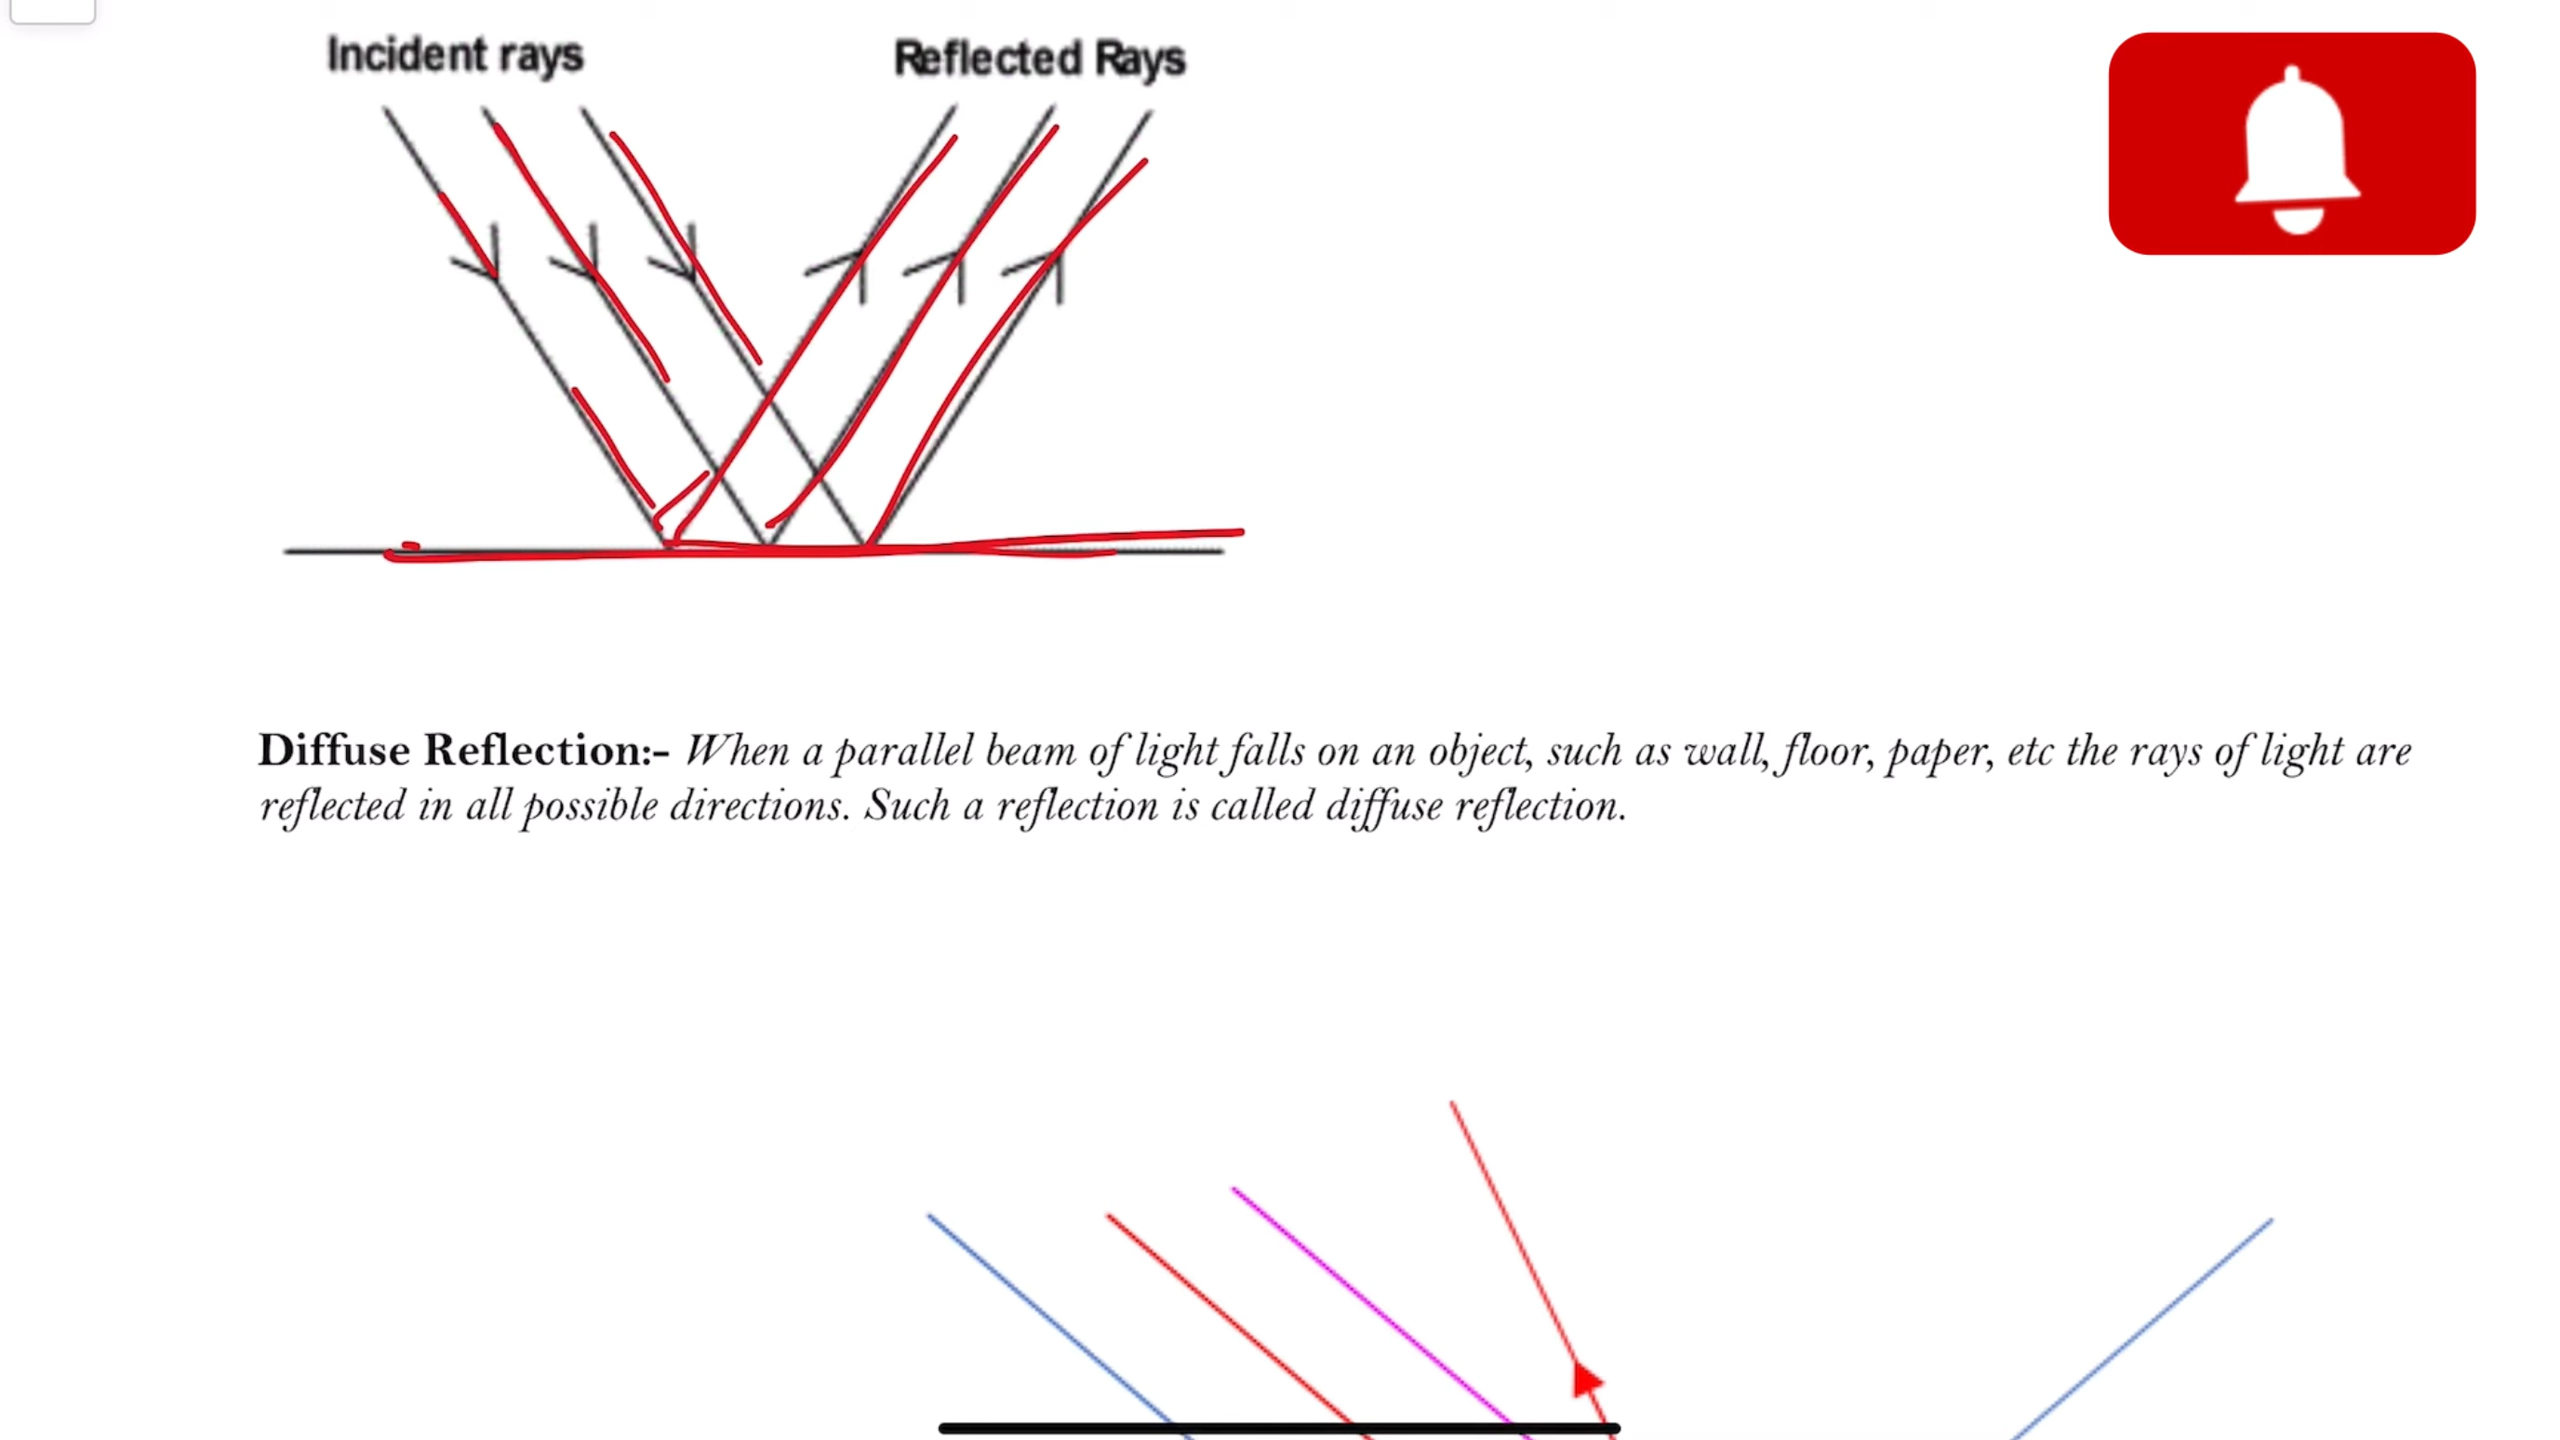 Incident rays
Reflected Rays
Diffuse Reflection:- When a parallel beam of light falls on an object, such as wall, floor, paper, etc the rays of light are
reflected in all possible directions. Such a reflection is called diffuse reflection.